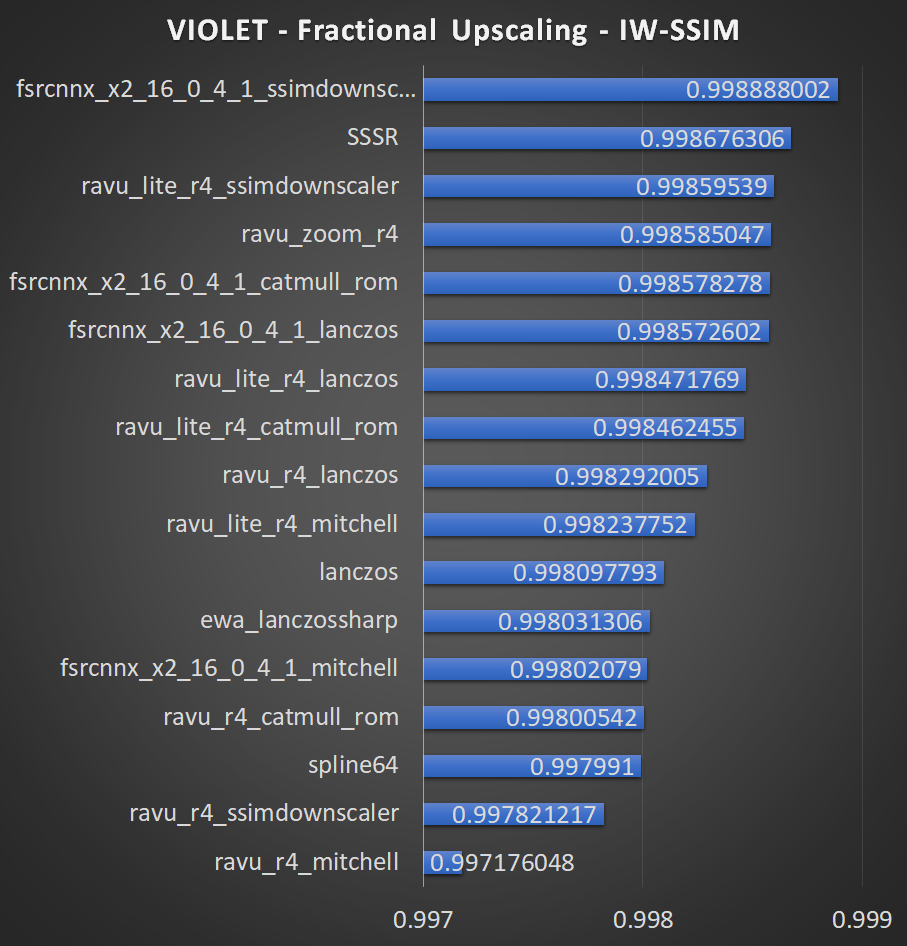 VIOLET - Fractional Upscaling - IW-SSIM
fsrcnnx_x2_16_0_4_1_ssimdownsc... 0.998888002
SSSR 0.998676306
ravu_lite_r4_ssimdownscaler 0.99859539
ravu_zoom_r4 0.998585047
fsrcnnx_x2_16_0_4_1_catmull_rom 0.998578278
fsrcnnx_x2_16_0_4_1_lanczos 0.998572602
ravu_lite_r4_lanczos 0.998471769
ravu_lite_r4_catmull_rom 0.998462455
ravu_r4_lanczos 0.998292005
ravu_lite_r4_mitchell 0.998237752
lanczos 0.998097793
ewa_lanczossharp 0.998031306
fsrcnnx_x2_16_0_4_1_mitchell 0.99802079
ravu_r4_catmull_rom 0.99800542
spline64 0.997991
ravu_r4_ssimdownscaler 0.997821217
ravu_r4_mitchell 0.997176048
0.997 0.998 0.999